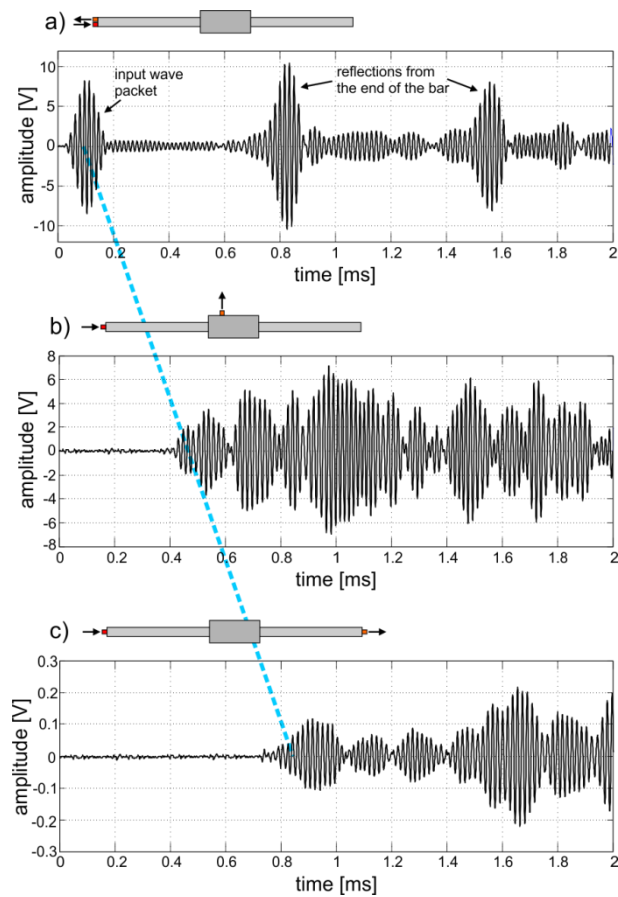 a)
input wave
packet
reflections from
the end of the bar
amplitude [V]
10
5
0
-5
-10
0 0.2 0.4 0.6 0.8 1 1.2 1.4 1.6 1.8 2
time [ms]
b)
amplitude [V]
8
6
4
2
0
-2
-4
-6
-8
0 0.2 0.4 0.6 0.8 1 1.2 1.4 1.6 1.8 2
time [ms]
c)
amplitude [V]
0.3
0.2
0.1
0
-0.1
-0.2
-0.3
0 0.2 0.4 0.6 0.8 1 1.2 1.4 1.6 1.8 2
time [ms]